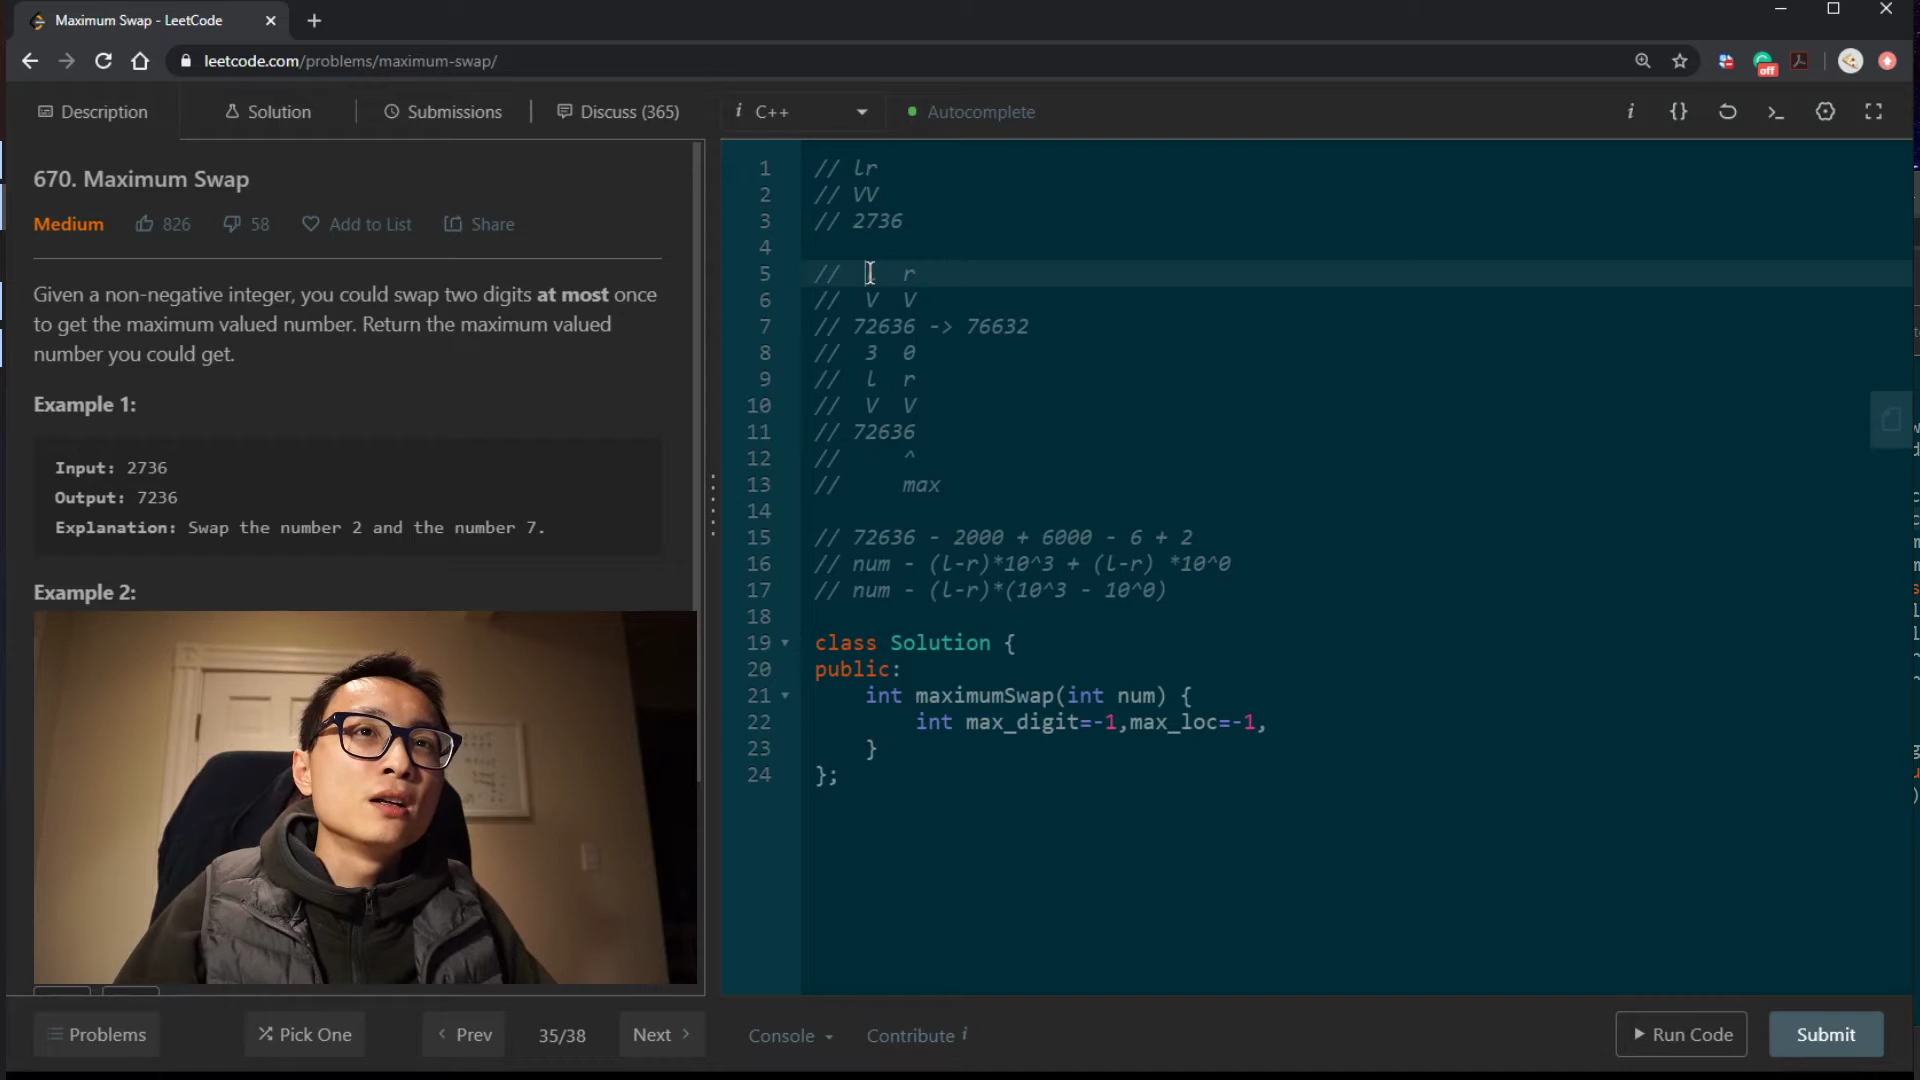 Maximum Swap - LeetCode
leetcode.com/problems/maximum-swap/
off
Description
Solution
Submissions
Discuss (365)
i C++
Autocomplete
i {}
670. Maximum Swap
Medium 826 58 Add to List Share
Given a non-negative integer, you could swap two digits at most once
to get the maximum valued number. Return the maximum valued
number you could get.
Example 1:
Input: 2736
Output: 7236
Explanation: Swap the number 2 and the number 7.
Example 2:
1 // lr
2 // VV
3 // 2736
4
5 // l r
6 // V V
7 // 72636 -> 76632
8 // 3 0
9 // l r
10 // V V
11 // 72636
12 // ^
13 // max
14
15 // 72636 - 2000 + 6000 - 6 + 2
16 // num - (l-r)*10^3 + (l-r) *10^0
17 // num - (l-r)*(10^3 - 10^0)
18
19 class Solution {
20 public:
21 int maximumSwap(int num) {
22 int max_digit=-1,max_loc=-1,
23 }
24 };
Problems
Pick One
Prev
35/38
Next
Console
Contribute i
Run Code
Submit